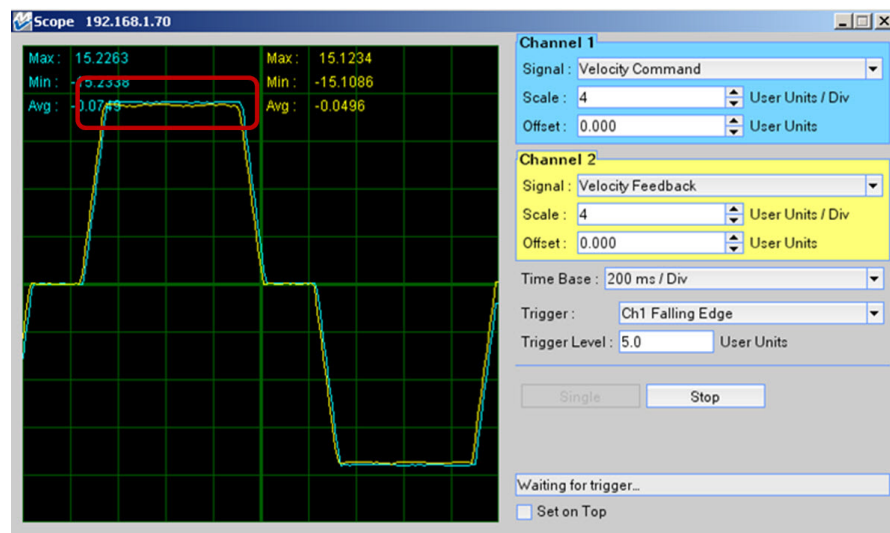 Scope 192.168.1.70
Max : 15.2263
Min : -15.2338
Avg : -0.0749
Max : 15.1234
Min : -15.1086
Avg : -0.0496
Channel 1
Signal : Velocity Command
Scale : 4 User Units / Div
Offset : 0.000 User Units
Channel 2
Signal : Velocity Feedback
Scale : 4 User Units / Div
Offset : 0.000 User Units
Time Base : 200 ms / Div
Trigger : Ch1 Falling Edge
Trigger Level : 5.0 User Units
Single Stop
Waiting for trigger...
Set on Top